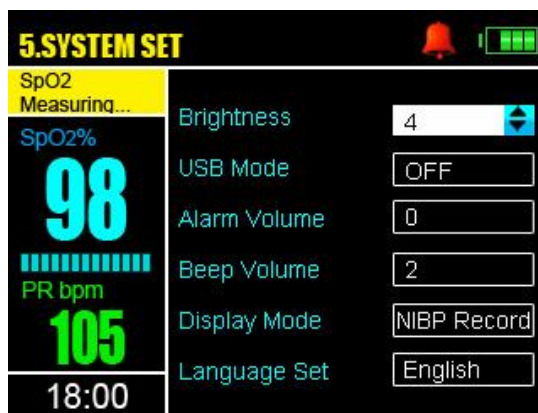 5.SYSTEM SET
SpO2
Measuring...
SpO2%
98
PR bpm
105
18:00
Brightness 4
USB Mode OFF
Alarm Volume 0
Beep Volume 2
Display Mode NIBP Record
Language Set English